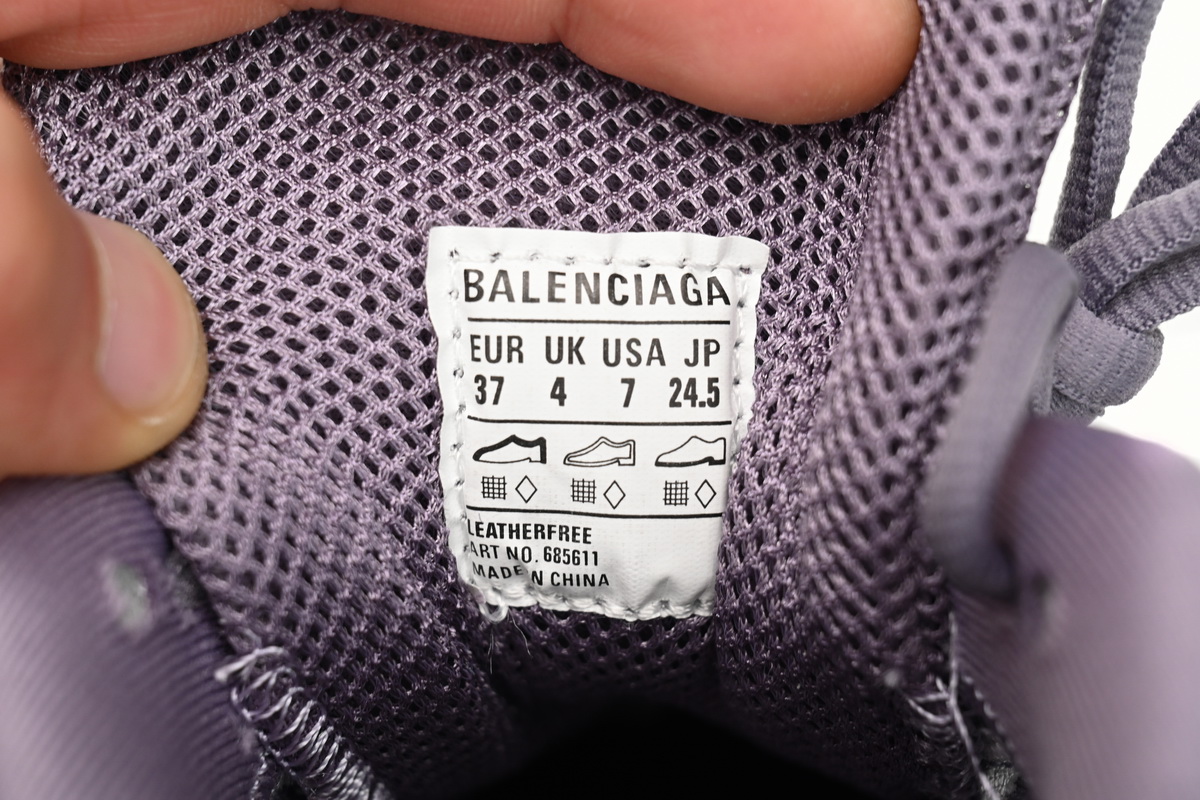 BALENCIAGA
EUR UK USA JP
37 4 7 24.5
LEATHERFREE
ART NO. 685611
MADE IN CHINA